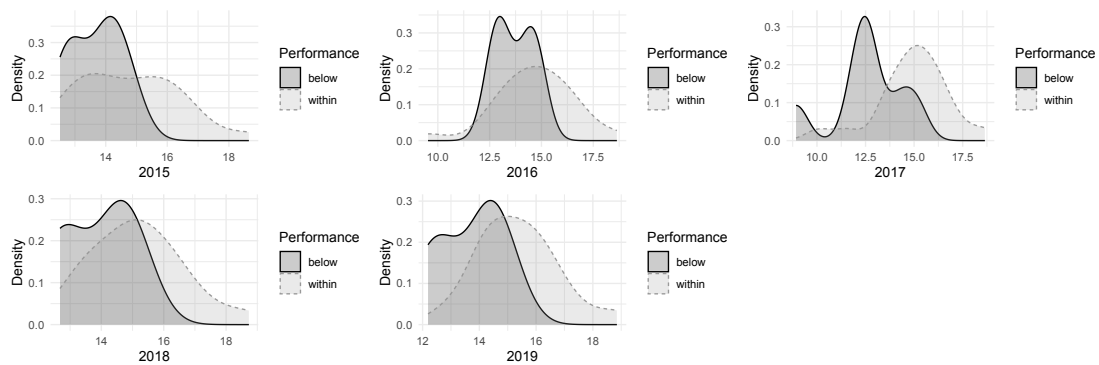 Density
0.3
0.2
0.1
0.0
14
16
18
2015
Performance
below
within
Density
0.3
0.2
0.1
0.0
10.0
12.5
15.0
17.5
2016
Performance
below
within
Density
0.3
0.2
0.1
0.0
10.0
12.5
15.0
17.5
2017
Performance
below
within
Density
0.3
0.2
0.1
0.0
14
16
18
2018
Performance
below
within
Density
0.3
0.2
0.1
0.0
12
14
16
18
2019
Performance
below
within